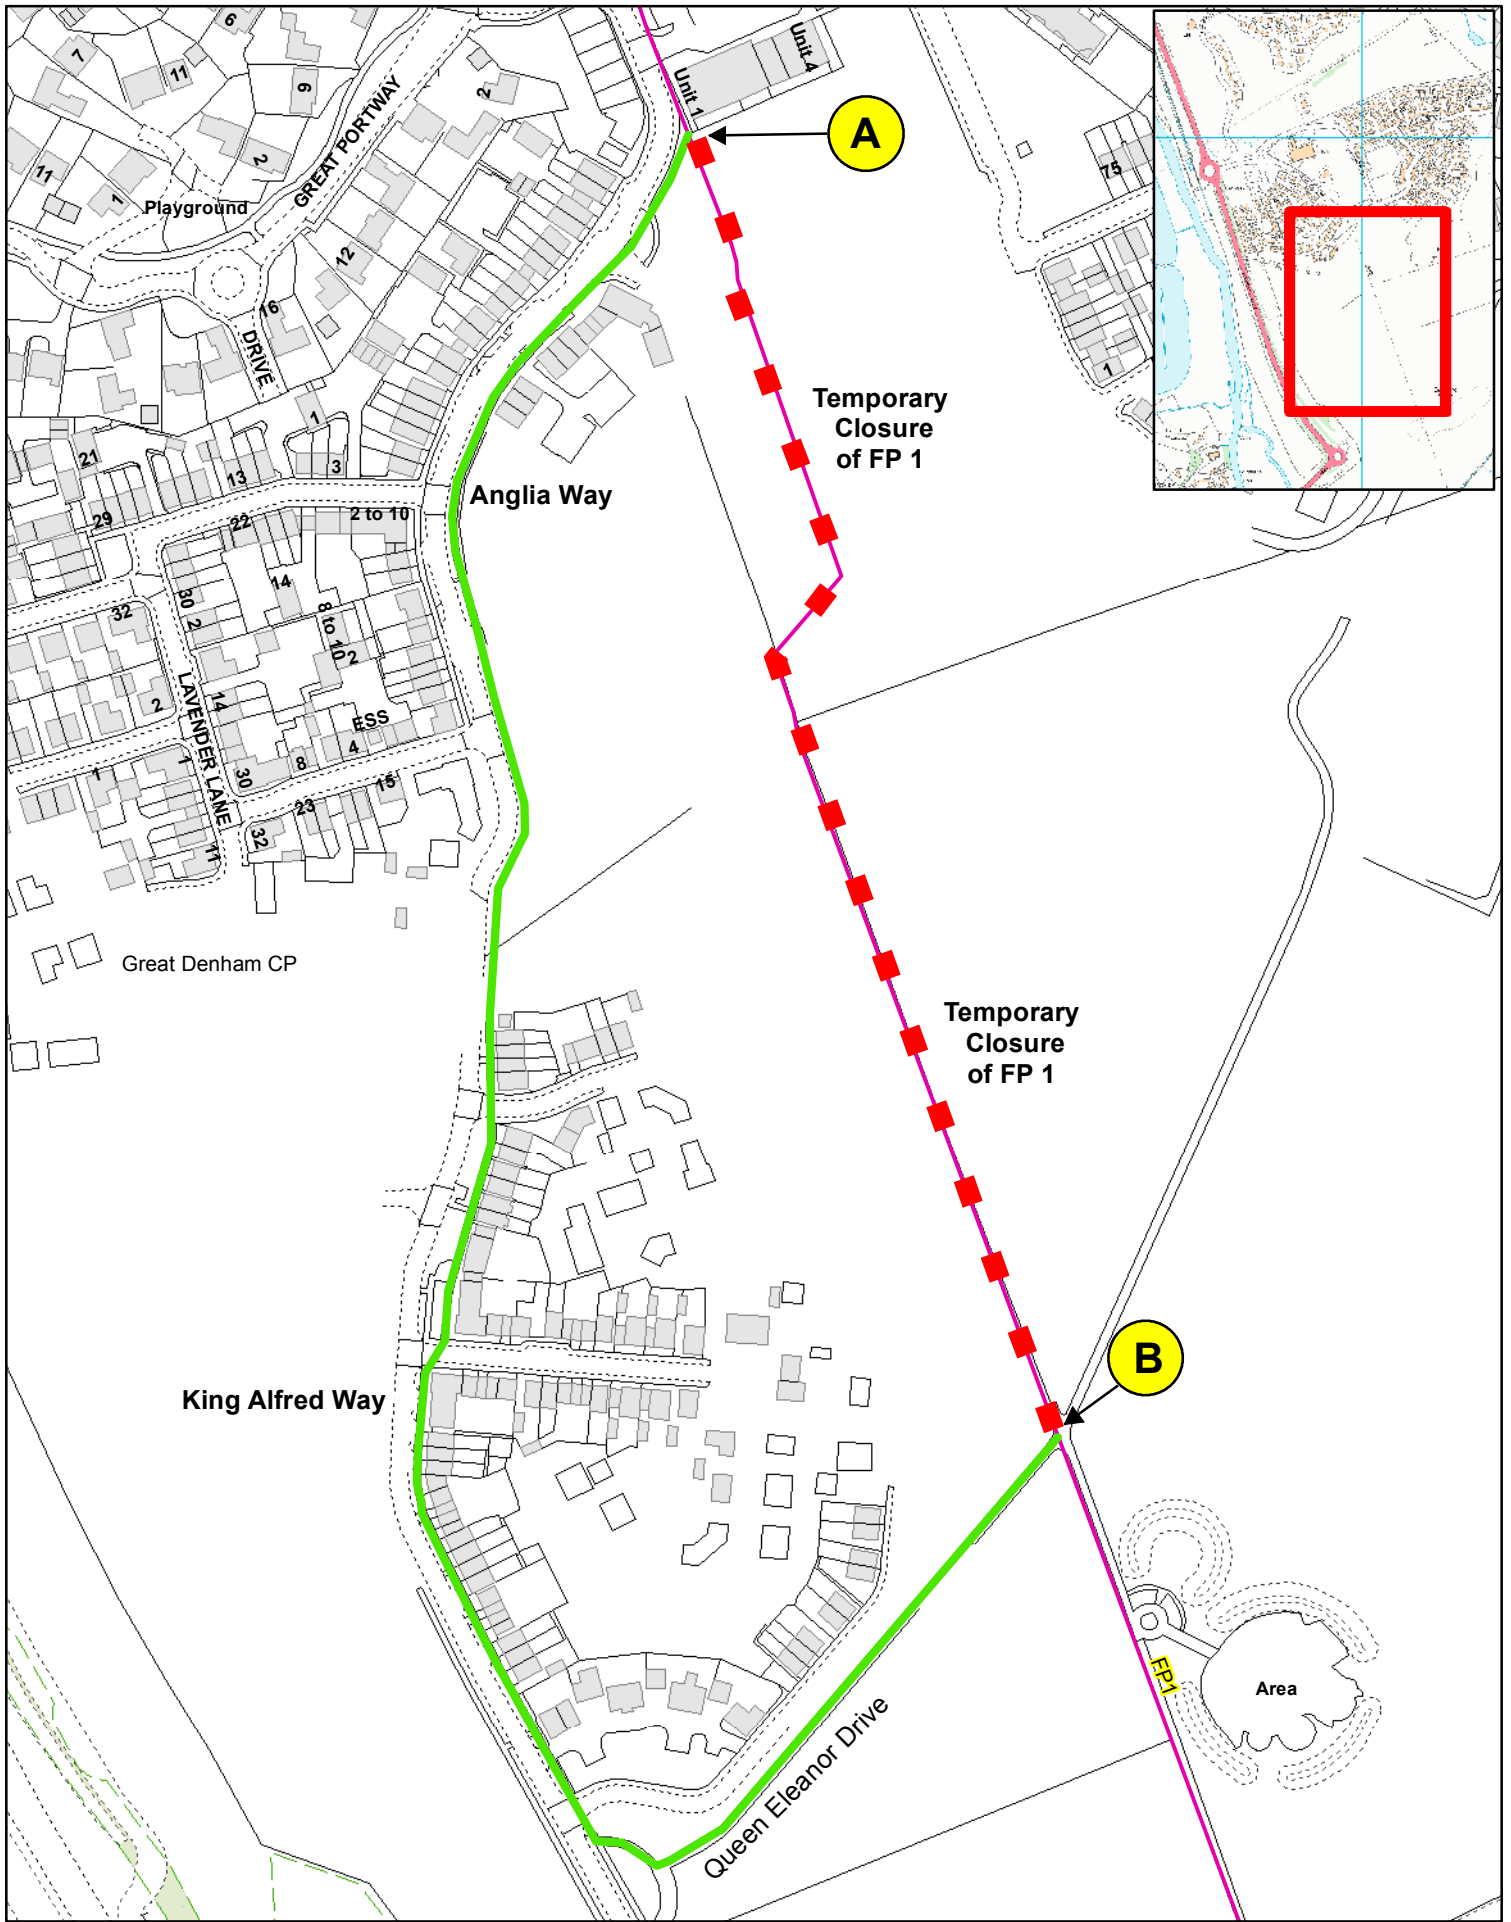 6
7
11
9
2
Unit 4
Unit 1
A
GREAT PORTWAY
11
1
2
Playground
75
12
16
DRIVE
1
1
Temporary
Closure
of FP 1
21
13
3
Anglia Way
29
22
2 to 10
14
30
2
32
8 to 10
2
2
14
LAVENDER LANE
ESS
4
8
1
1
30
15
23
32
11
Great Denham CP
Temporary
Closure
of FP 1
B
King Alfred Way
FP1
Area
Queen Eleanor Drive